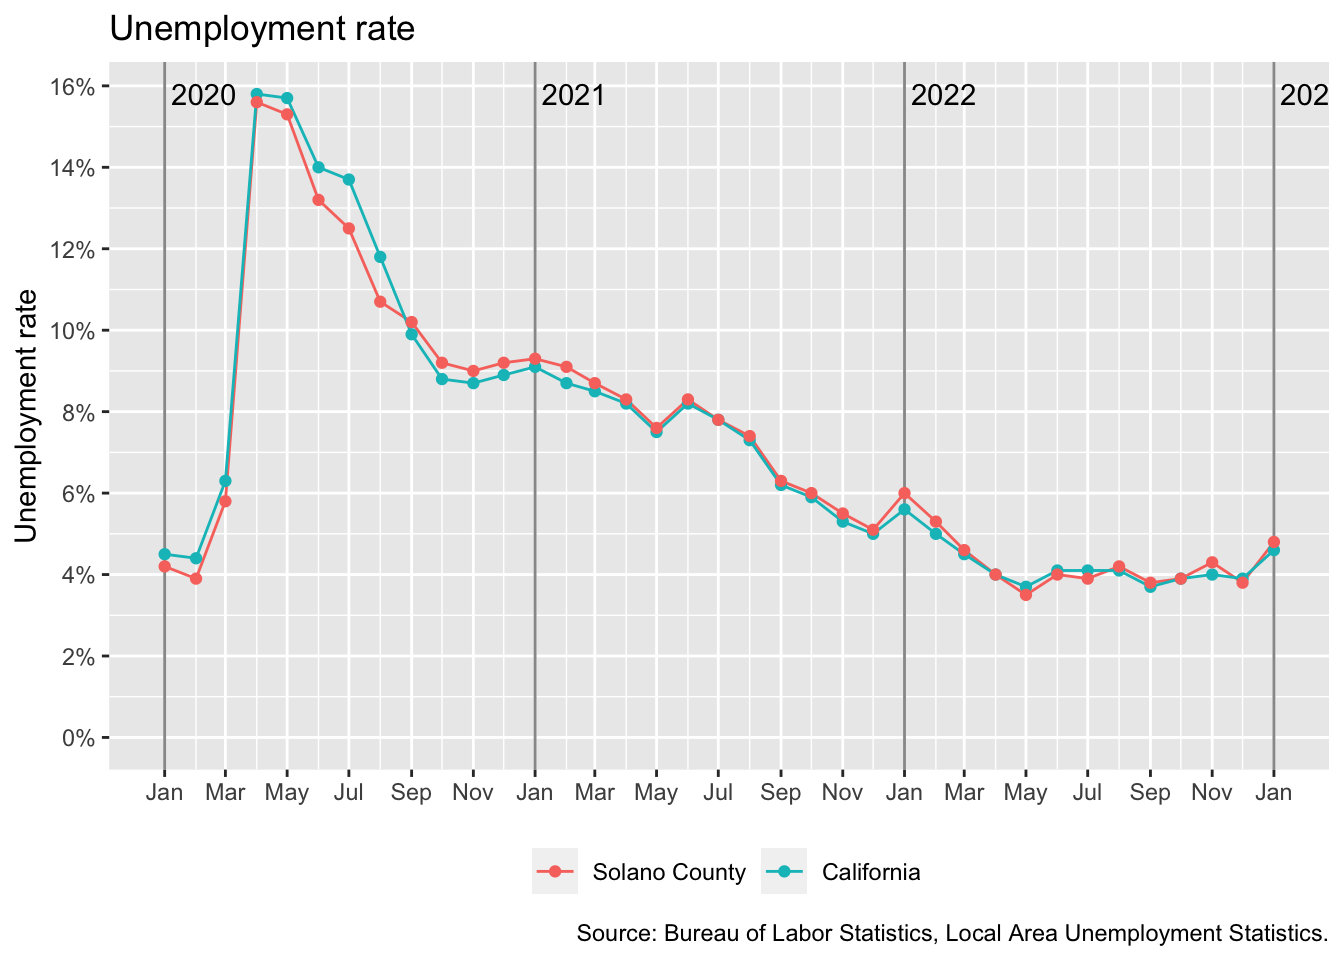 Unemployment rate
2020 2021 2022 202
16%
14%
12%
10%
8%
6%
4%
2%
0%
Unemployment rate
Jan Mar May Jul Sep Nov Jan Mar May Jul Sep Nov Jan Mar May Jul Sep Nov Jan
Solano County California
Source: Bureau of Labor Statistics, Local Area Unemployment Statistics.